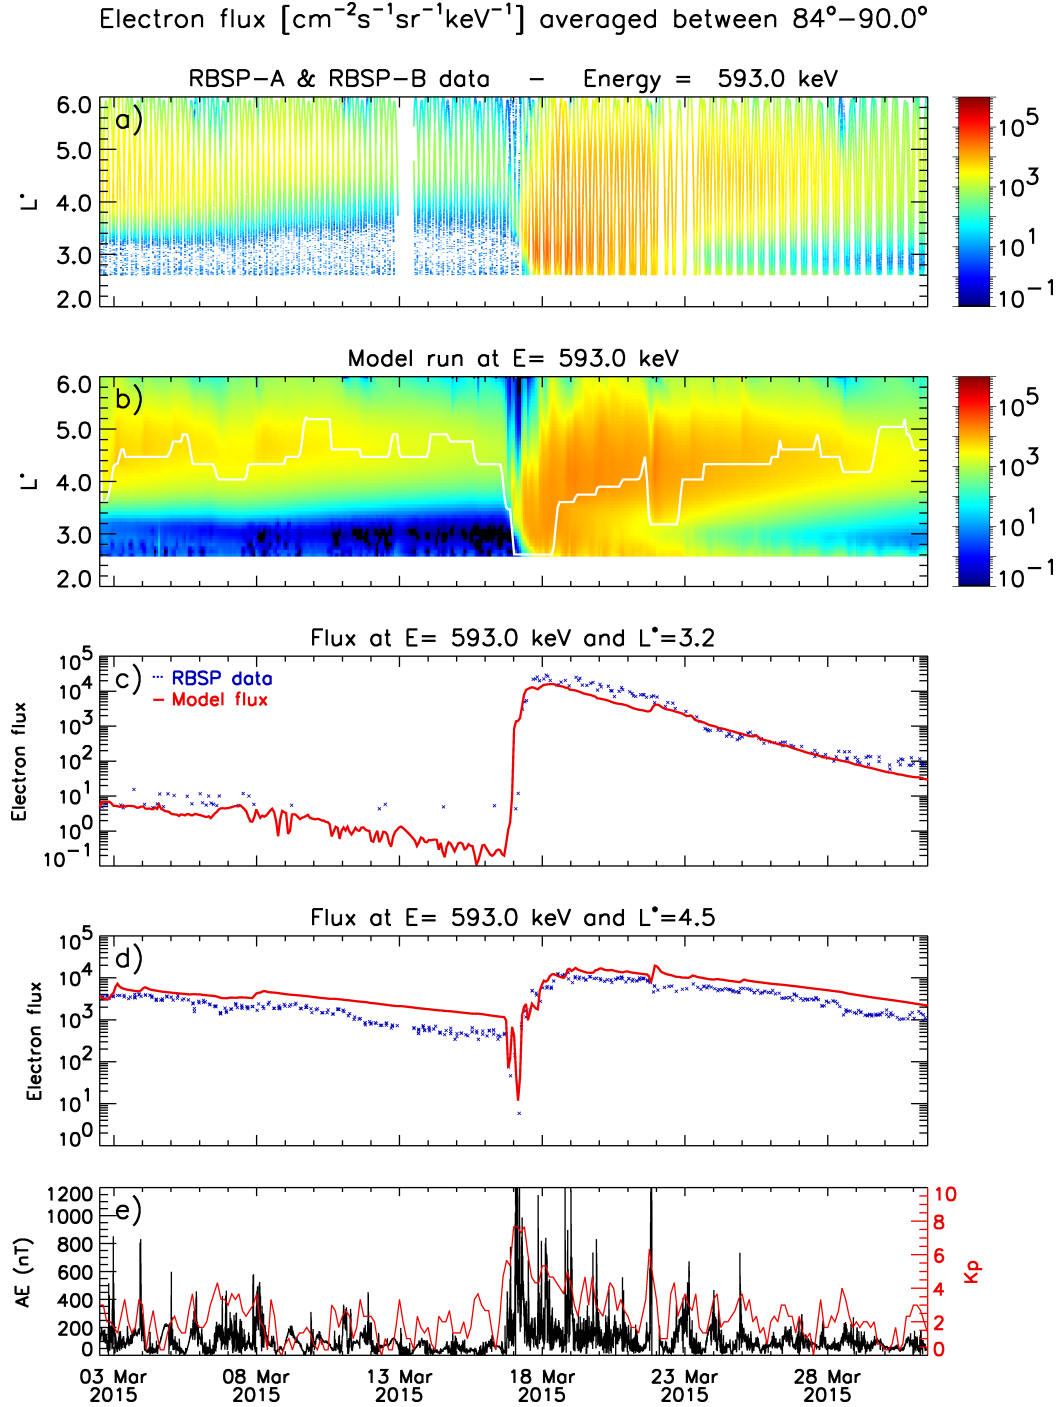 Electron flux [cm⁻²s⁻¹sr⁻¹keV⁻¹] averaged between 84°−90.0°
RBSP−A & RBSP−B data − Energy = 593.0 keV
a)
6.0
5.0
4.0
3.0
2.0
L*
10⁵
10³
10¹
10⁻¹
Model run at E= 593.0 keV
b)
6.0
5.0
4.0
3.0
2.0
L*
10⁵
10³
10¹
10⁻¹
Flux at E= 593.0 keV and L*=3.2
c)
RBSP data
Model flux
10⁵
10⁴
10³
10²
10¹
10⁰
10⁻¹
Electron flux
Flux at E= 593.0 keV and L*=4.5
d)
10⁵
10⁴
10³
10²
10¹
10⁰
Electron flux
e)
1200
1000
800
600
400
200
0
AE (nT)
10
8
6
4
2
0
Kp
03 Mar 08 Mar 13 Mar 18 Mar 23 Mar 28 Mar
2015 2015 2015 2015 2015 2015